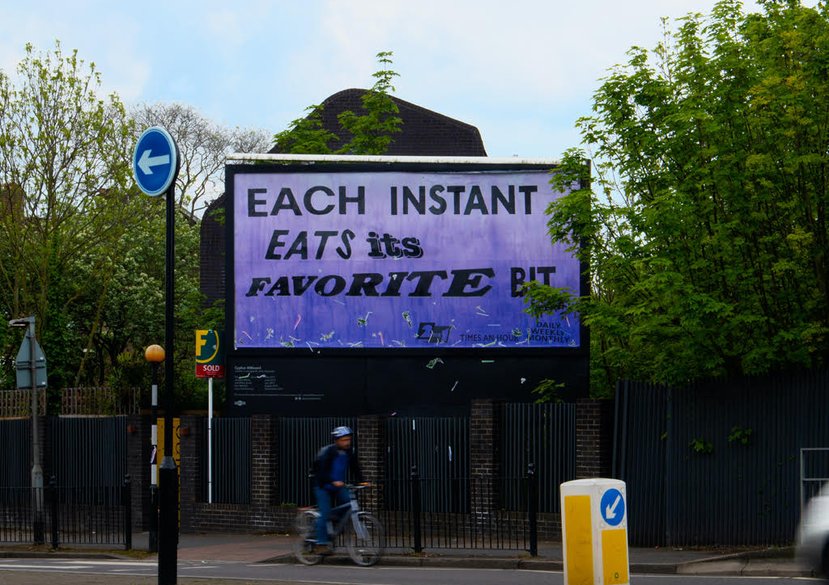 EACH INSTANT
EATS its
FAVORITE BIT
TIMES AN HOUR
DAILY
WEEKLY
MONTHLY
F
SOLD